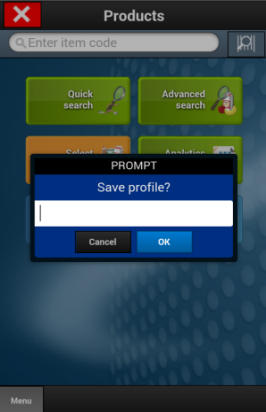 Products
Enter item code
Quick
search
Advanced
search
Select
Analytics
PROMPT
Save profile?
Cancel
OK
Menu